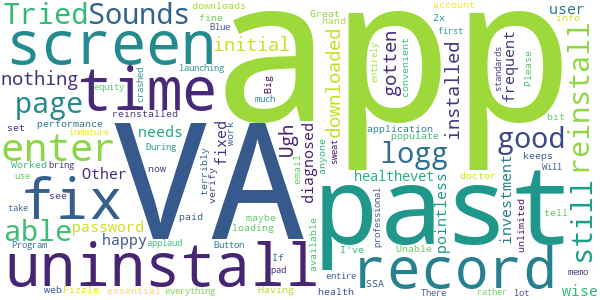 Tried
Sounds
downloads
fine
Great
hand
2x
account
user
info
first
screen
initial
Blue
app
nothing
time
launching
crashed
Big
much
entirely
convenient
gotten
Please
standards
frequent
page
equity
reinstalled
downloaded
installed
reinstall
set
performance
immature
needs
fixed
work
Ugh
diagnosed
application
populate
bit
enter
Worked
bring
During
VA
terribly
verify
anyone
sweat
logg
good
keeps
Will
still
Other
use
now
email
healthevet
doctor
fix
see
password
maybe
loading
past
pointless
investment
unlimited
tell
able
take
happy
paid
applaud
available
I've
professional
Unable
uninstall
Program
Button
If
pad
entire
record
wise
web
Fizzle
essential
everything
Having
health
SSA
There
rather
lot
memo